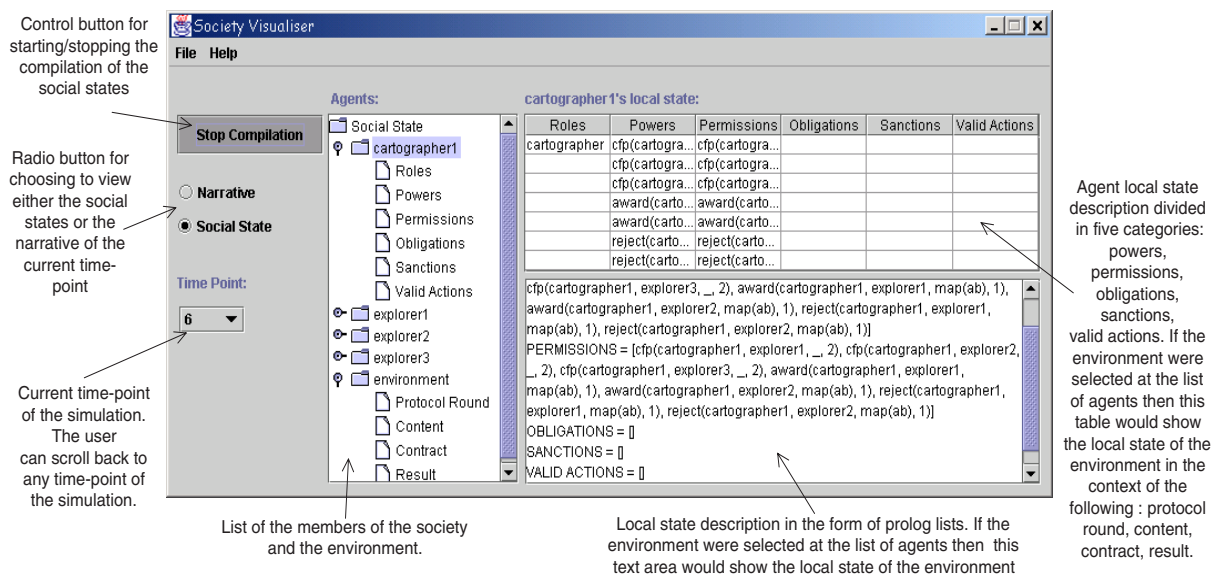 Control button for
starting/stopping the
compilation of the
social states
Radio button for
choosing to view
either the social
states or the
narrative of the
current time-
point
Current time-point
of the simulation.
The user
can scroll back to
any time-point of
the simulation.
Society Visualiser
File Help
Stop Compilation
Narrative
Social State
Time Point:
6
Agents:
Social State
cartographer1
Roles
Powers
Permissions
Obligations
Sanctions
Valid Actions
explorer1
explorer2
explorer3
environment
Protocol Round
Content
Contract
Result
cartographer1's local state:
Roles Powers Permissions Obligations Sanctions Valid Actions
cartographer cfp(cartogra... cfp(cartogra...
cfp(cartogra... cfp(cartogra...
cfp(cartogra... cfp(cartogra...
award(carto... award(carto...
award(carto... award(carto...
reject(carto... reject(carto...
reject(carto... reject(carto...
cfp(cartographer1, explorer3, _, 2), award(cartographer1, explorer1, map(ab), 1),
award(cartographer1, explorer2, map(ab), 1), reject(cartographer1, explorer1,
map(ab), 1), reject(cartographer1, explorer2, map(ab), 1)]
PERMISSIONS = [cfp(cartographer1, explorer1, _, 2), cfp(cartographer1, explorer2,
_, 2), cfp(cartographer1, explorer3, _, 2), award(cartographer1, explorer1,
map(ab), 1), award(cartographer1, explorer2, map(ab), 1), reject(cartographer1,
explorer1, map(ab), 1), reject(cartographer1, explorer2, map(ab), 1)]
OBLIGATIONS = []
SANCTIONS = []
VALID ACTIONS = []
Agent local state
description divided
in five categories:
powers,
permissions,
obligations,
sanctions,
valid actions. If the
environment were
selected at the list
of agents then this
table would show
the local state of the
environment in the
context of the
following : protocol
round, content,
contract, result.
List of the members of the society
and the environment.
Local state description in the form of prolog lists. If the
environment were selected at the list of agents then this
text area would show the local state of the environment